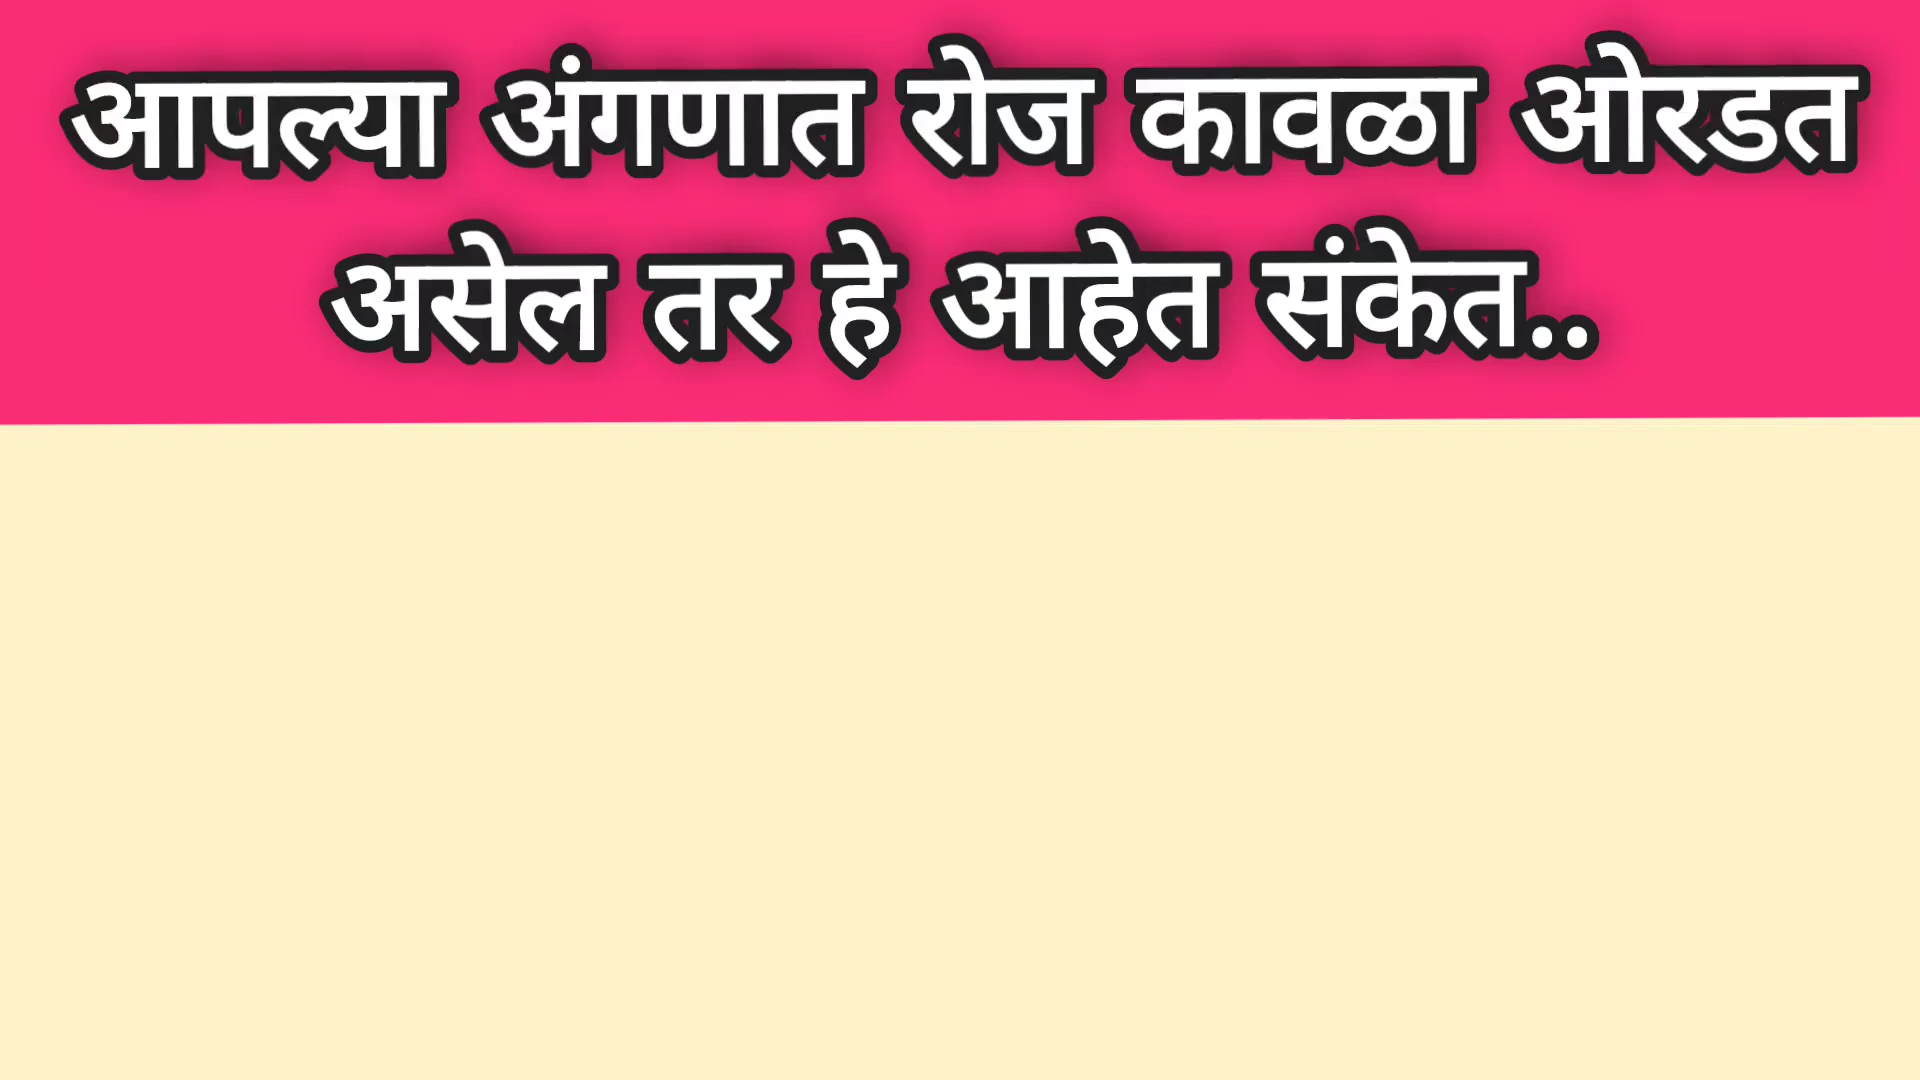 आपल्या अंगणात रोज कावळा ओरडत
असेल तर हे आहेत संकेत..